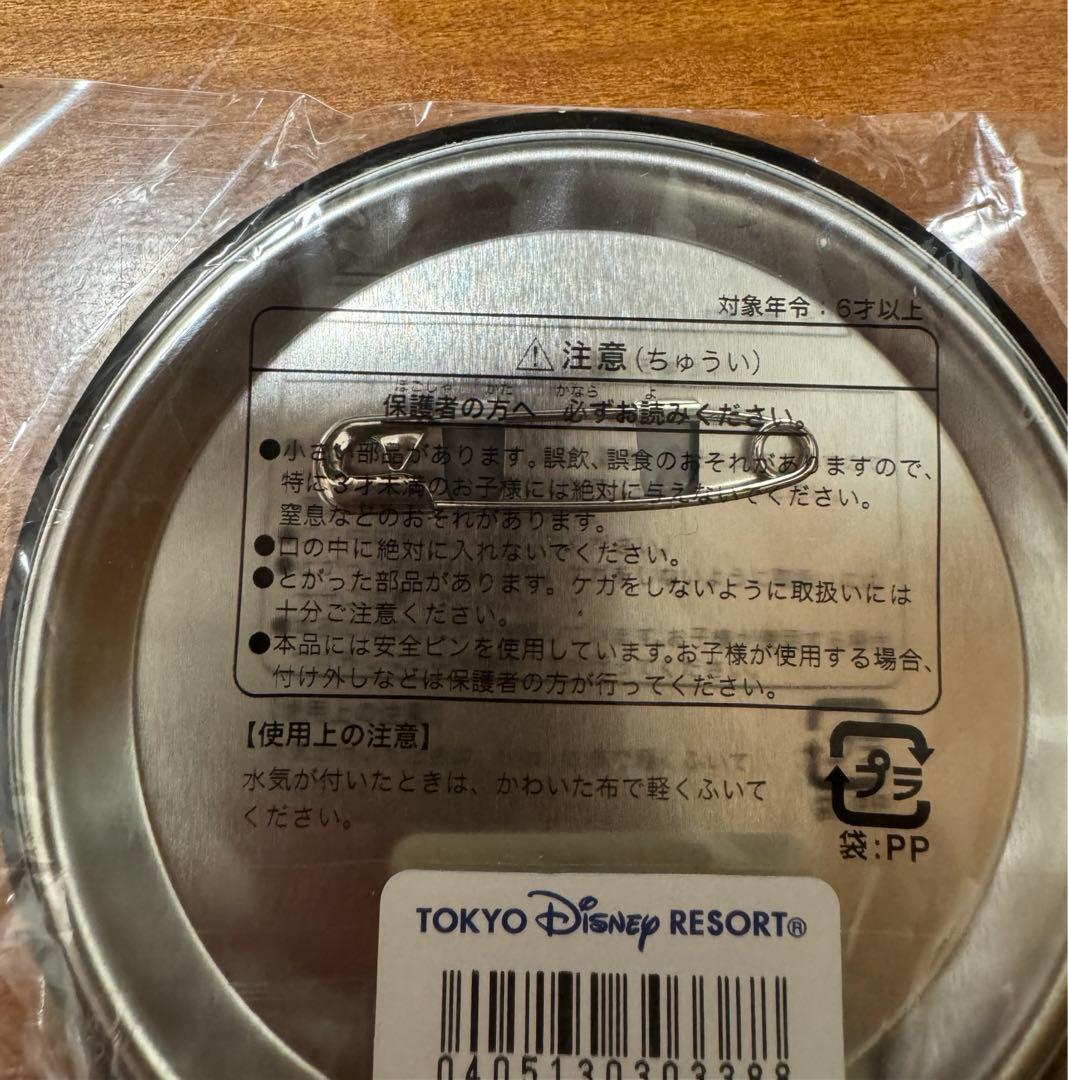 対象年令:6才以上
⚠注意(ちゅうい)
ほごしゃ かた かなら よ
保護者の方へ 必ずお読みください。
●小さい部品があります。誤飲、誤食のおそれがありますので、
特に3才未満のお子様には絶対に与えないでください。
窒息などのおそれがあります。
●口の中に絶対に入れないでください。
●とがった部品があります。ケガをしないように取扱いには
十分ご注意ください。
●本品には安全ピンを使用しています。お子様が使用する場合、
付け外しなどは保護者の方が行ってください。
【使用上の注意】
水気が付いたときは、かわいた布で軽くふいて
ください。
プラ
袋:PP
TOKYO Disney RESORT®
0405130303388